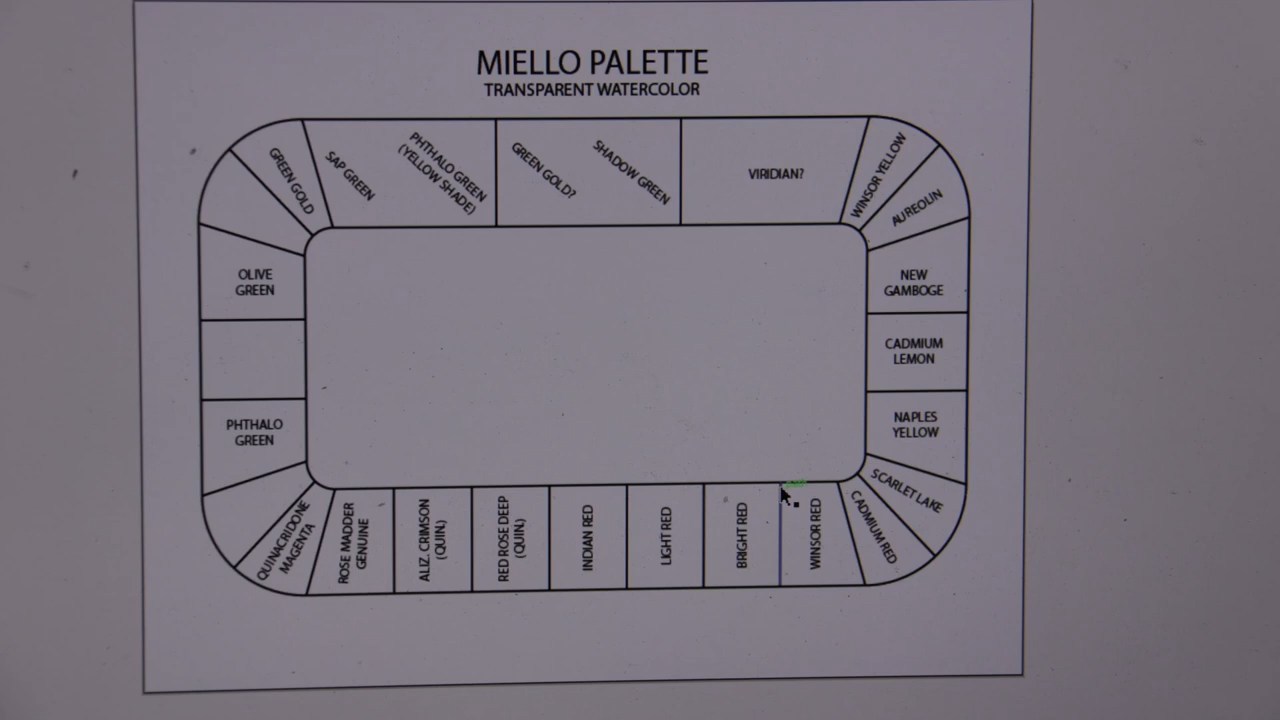 MIELLO PALETTE
TRANSPARENT WATERCOLOR
GREEN GOLD
SAP GREEN
PHTHALO GREEN
(YELLOW SHADE)
GREEN GOLD?
SHADOW GREEN
VIRIDIAN?
WINSOR YELLOW
AUREOLIN
NEW
GAMBOGE
CADMIUM
LEMON
NAPLES
YELLOW
SCARLET LAKE
CADMIUM RED
WINSOR RED
BRIGHT RED
LIGHT RED
INDIAN RED
RED ROSE DEEP
(QUIN.)
ALIZ. CRIMSON
(QUIN.)
ROSE MADDER
GENUINE
QUINACRIDONE
MAGENTA
PHTHALO
GREEN
OLIVE
GREEN